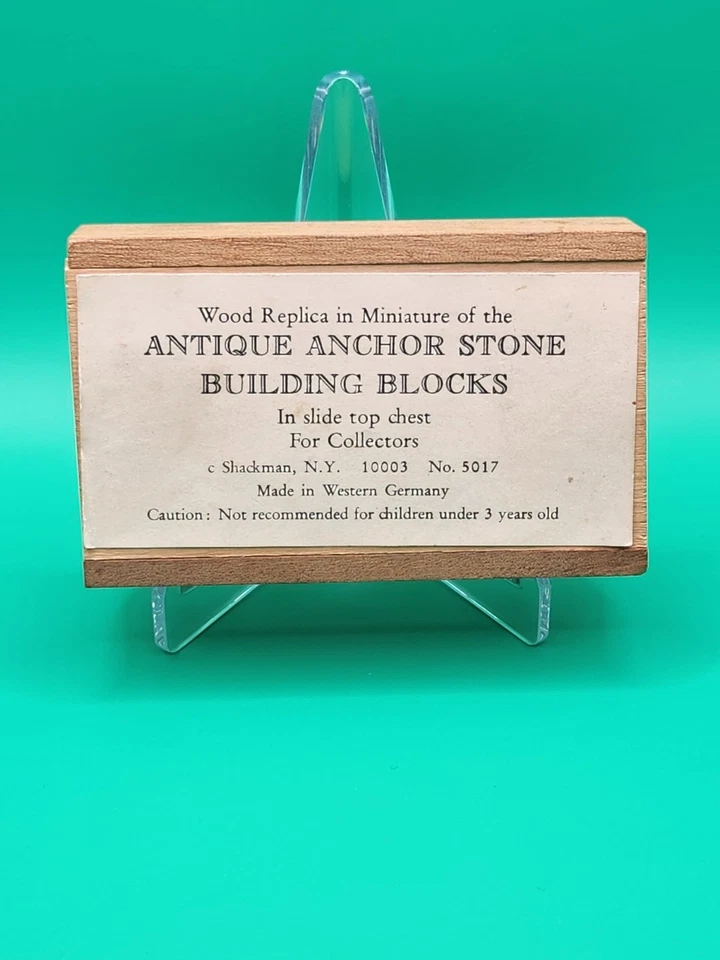 Wood Replica in Miniature of the
ANTIQUE ANCHOR STONE
BUILDING BLOCKS
In slide top chest
For Collectors
c Shackman, N.Y. 10003 No. 5017
Made in Western Germany
Caution: Not recommended for children under 3 years old